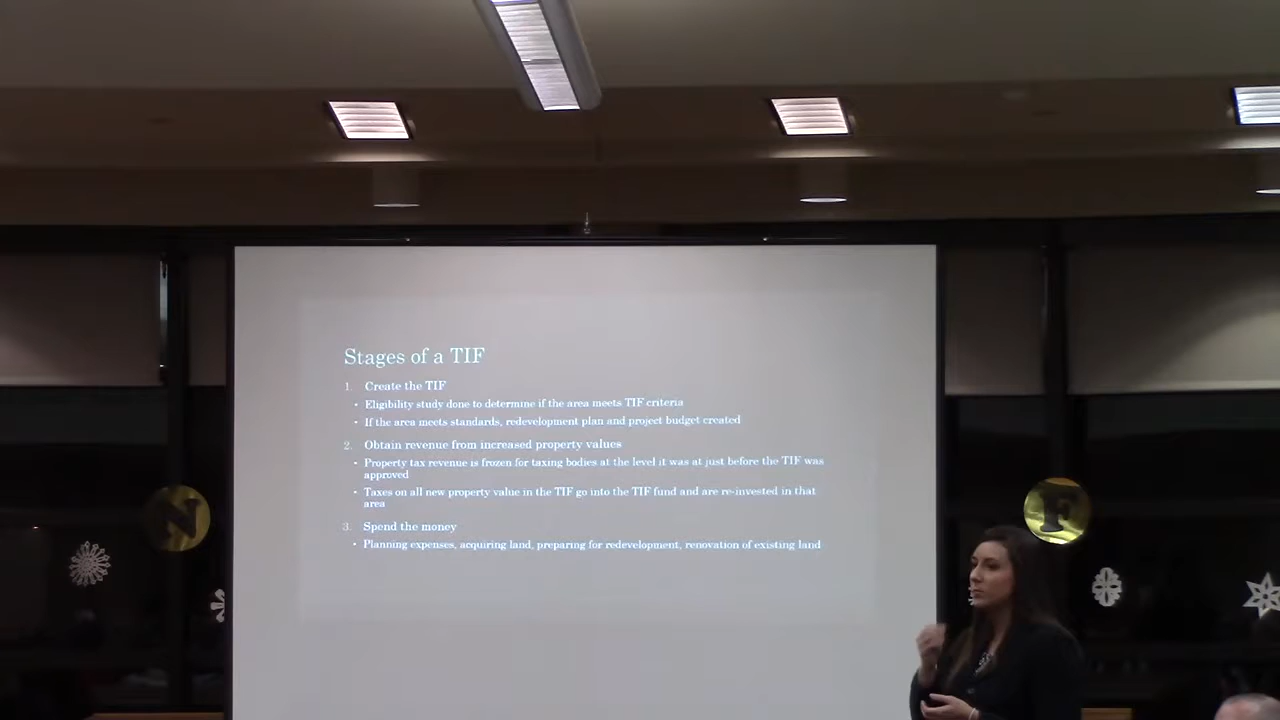 Stages of a TIF
1. Create the TIF
• Eligibility study done to determine if the area meets TIF criteria
• If the area meets standards, redevelopment plan and project budget created
2. Obtain revenue from increased property values
• Property tax revenue is frozen for taxing bodies at the level it was at just before the TIF was
approved
• Taxes on all new property value in the TIF go into the TIF fund and are re-invested in that
area
3. Spend the money
• Planning expenses, acquiring land, preparing for redevelopment, renovation of existing land
N
F